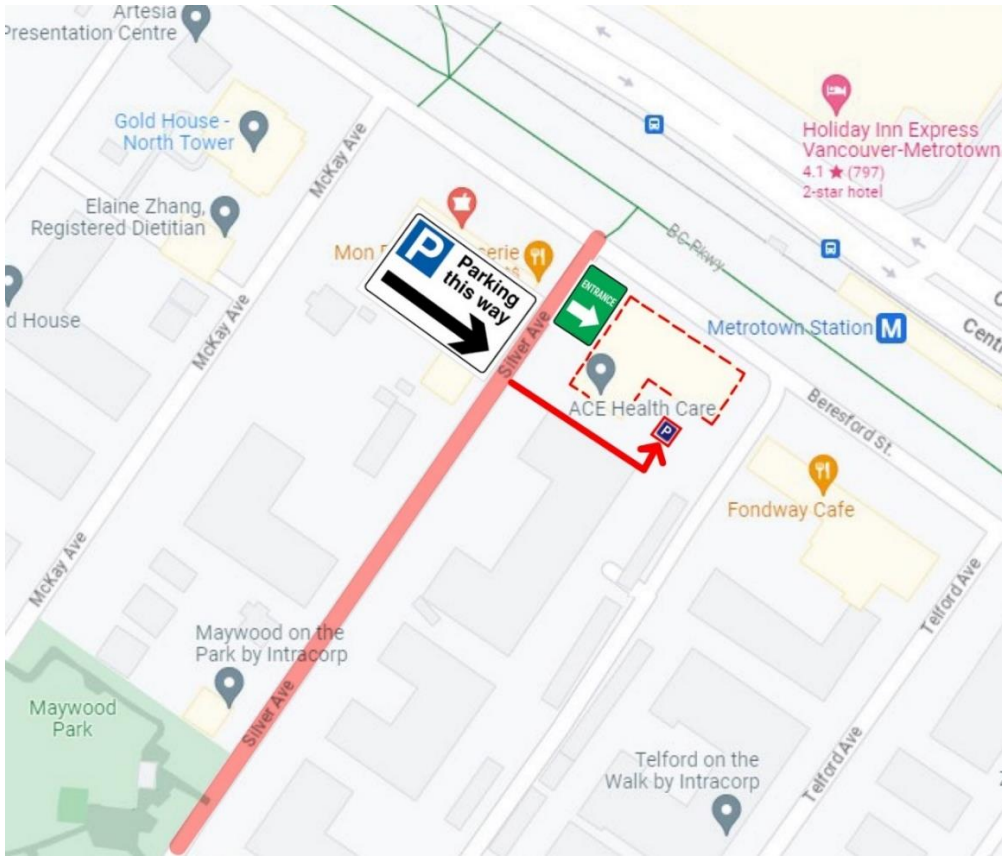 Artesia
Presentation Centre
Gold House -
North Tower
McKay Ave
Holiday Inn Express
Vancouver-Metrotown
4.1 ★ (797)
2-star hotel
Elaine Zhang,
Registered Dietitian
Mon
erie
P
Parking
this way
ENTRANCE
BC Pkwy
d House
McKay Ave
Silver Ave
Metrotown Station
M
Centr
ACE Health Care
P
Beresford St.
Fondway Cafe
McKay Ave
Telford Ave
Maywood on the
Park by Intracorp
Maywood
Park
Silver Ave
Telford on the
Walk by Intracorp
Telford Ave